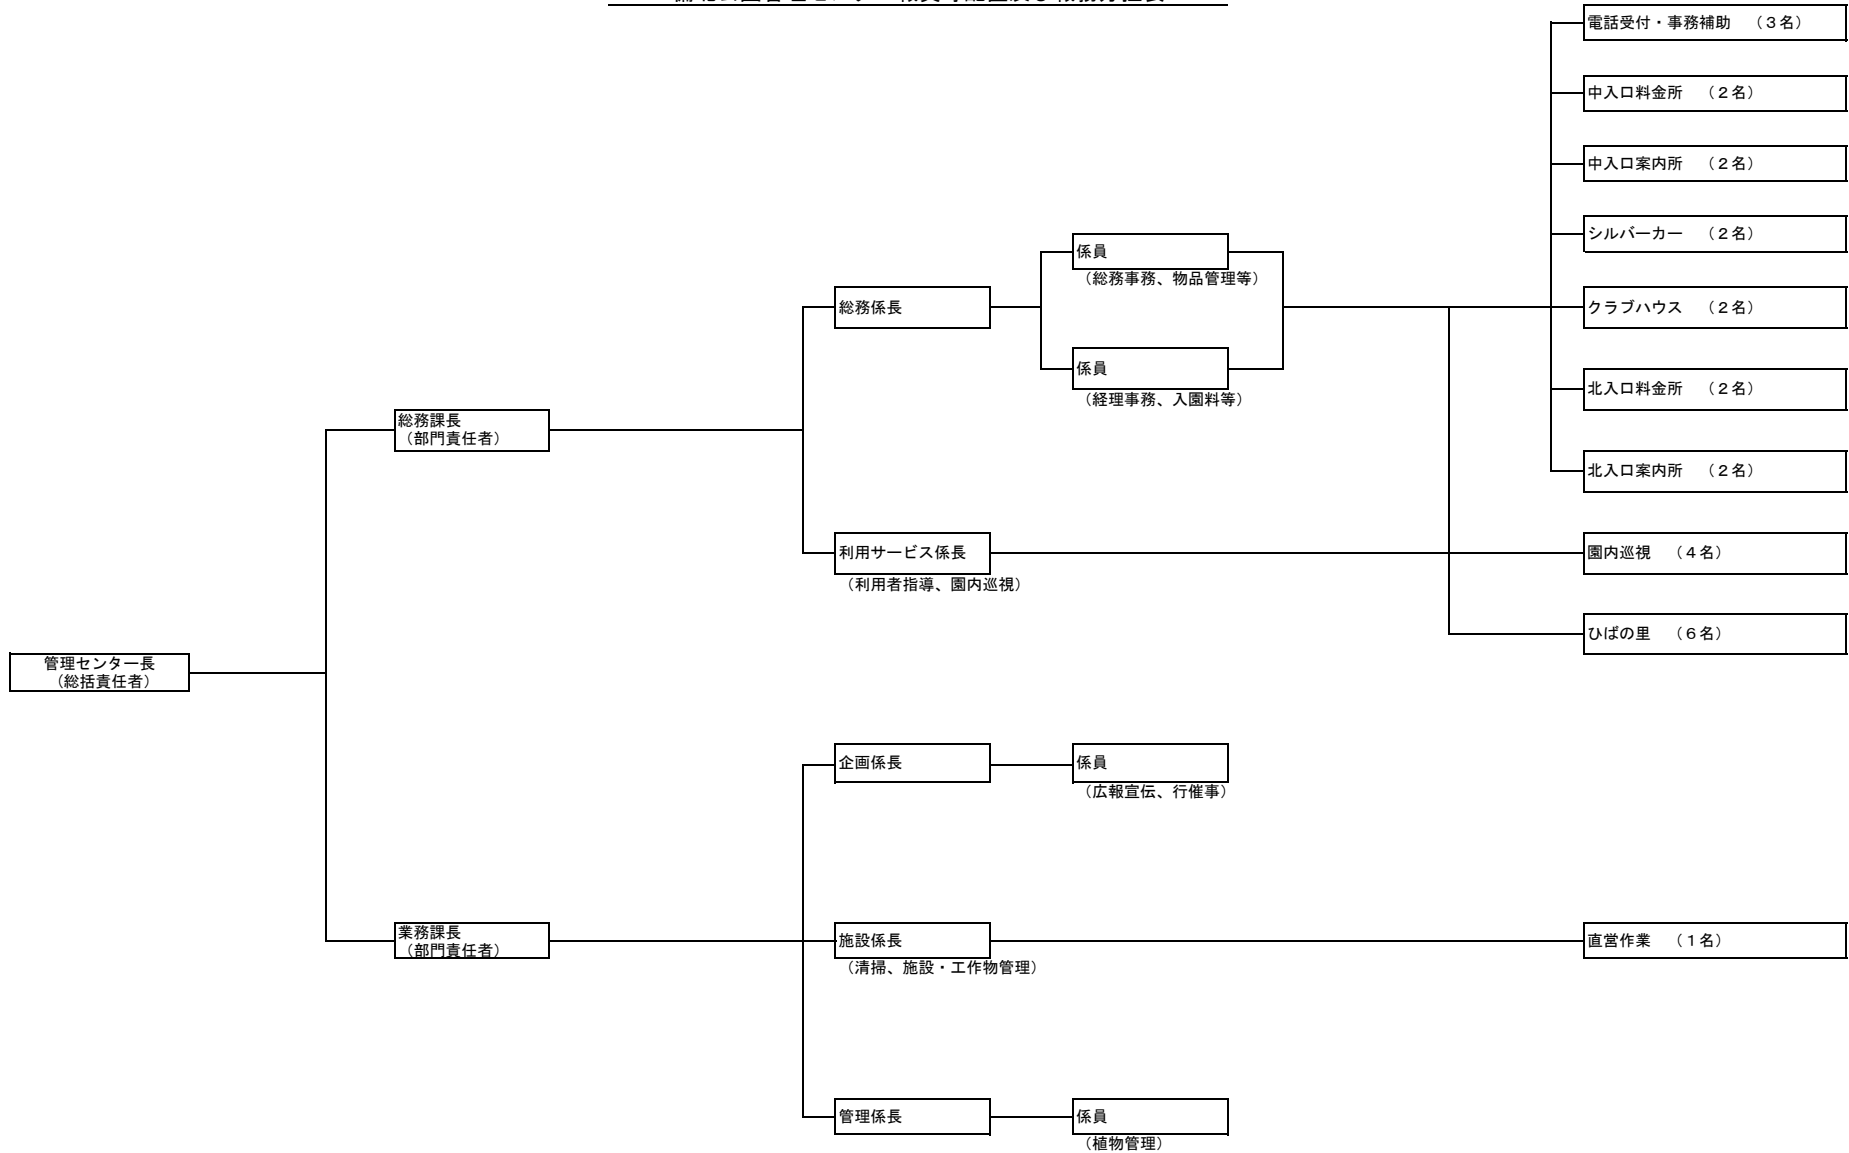 電話受付・事務補助　（３名）
中入口料金所　（２名）
中入口案内所　（２名）
シルバーカー　（２名）
係員
（総務事務、物品管理等）
総務係長
クラブハウス　（２名）
係員
（経理事務、入園料等）
北入口料金所　（２名）
総務課長
（部門責任者）
北入口案内所　（２名）
利用サービス係長
（利用者指導、園内巡視）
園内巡視　（４名）
ひばの里　（６名）
管理センター長
（総括責任者）
企画係長
係員
（広報宣伝、行催事）
業務課長
（部門責任者）
施設係長
（清掃、施設・工作物管理）
直営作業　（１名）
管理係長
係員
（植物管理）